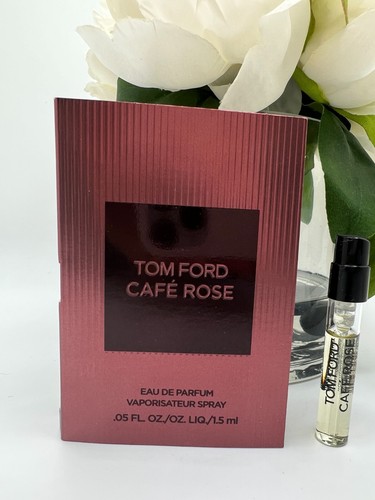 TOM FORD
CAFÉ ROSE
EAU DE PARFUM
VAPORISATEUR SPRAY
.05 FL. OZ./OZ. LIQ./1.5 ml
TOM FORD
CAFÉ ROSE